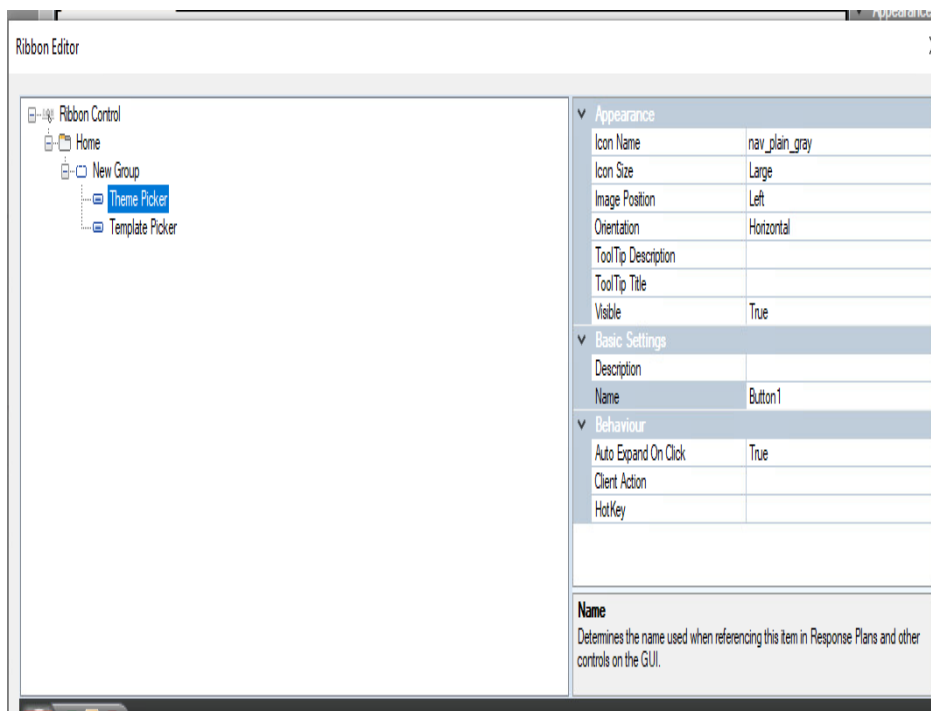 Appearance
Ribbon Editor
Ribbon Control
Home
New Group
Theme Picker
Template Picker
Appearance
Icon Name nav_plain_gray
Icon Size Large
Image Position Left
Orientation Horizontal
ToolTip Description
ToolTip Title
Visible True
Basic Settings
Description
Name Button1
Behaviour
Auto Expand On Click True
Client Action
HotKey
Name
Determines the name used when referencing this item in Response Plans and other
controls on the GUI.